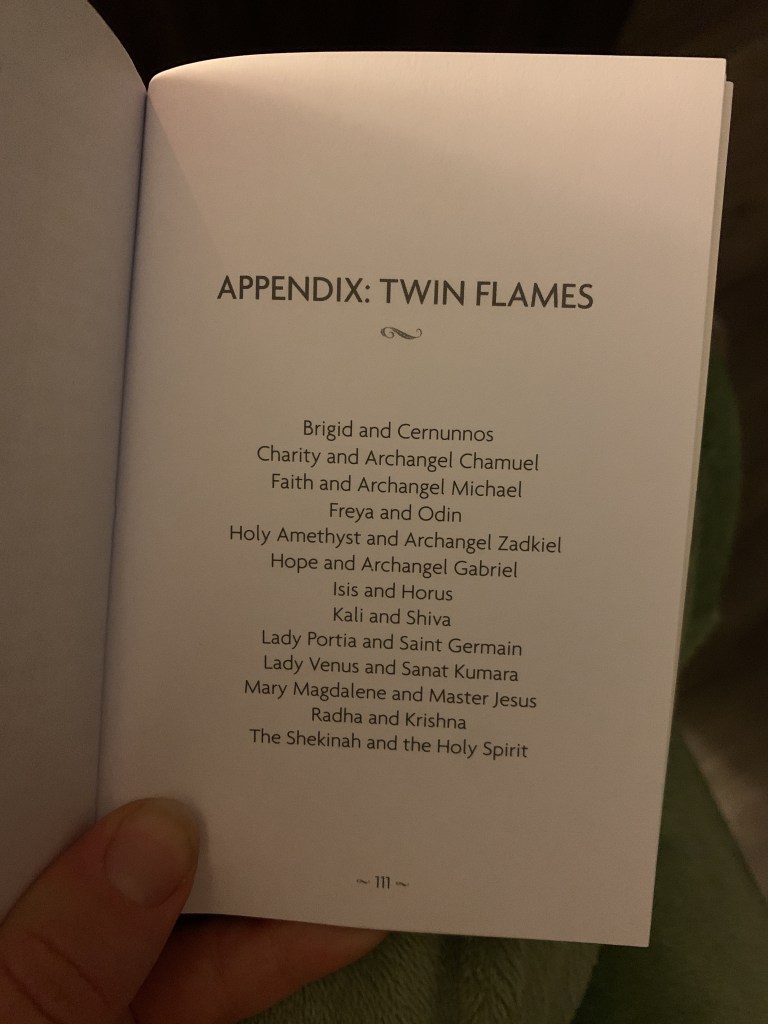 APPENDIX: TWIN FLAMES
Brigid and Cernunnos
Charity and Archangel Chamuel
Faith and Archangel Michael
Freya and Odin
Holy Amethyst and Archangel Zadkiel
Hope and Archangel Gabriel
Isis and Horus
Kali and Shiva
Lady Portia and Saint Germain
Lady Venus and Sanat Kumara
Mary Magdalene and Master Jesus
Radha and Krishna
The Shekinah and the Holy Spirit
~ 111 ~